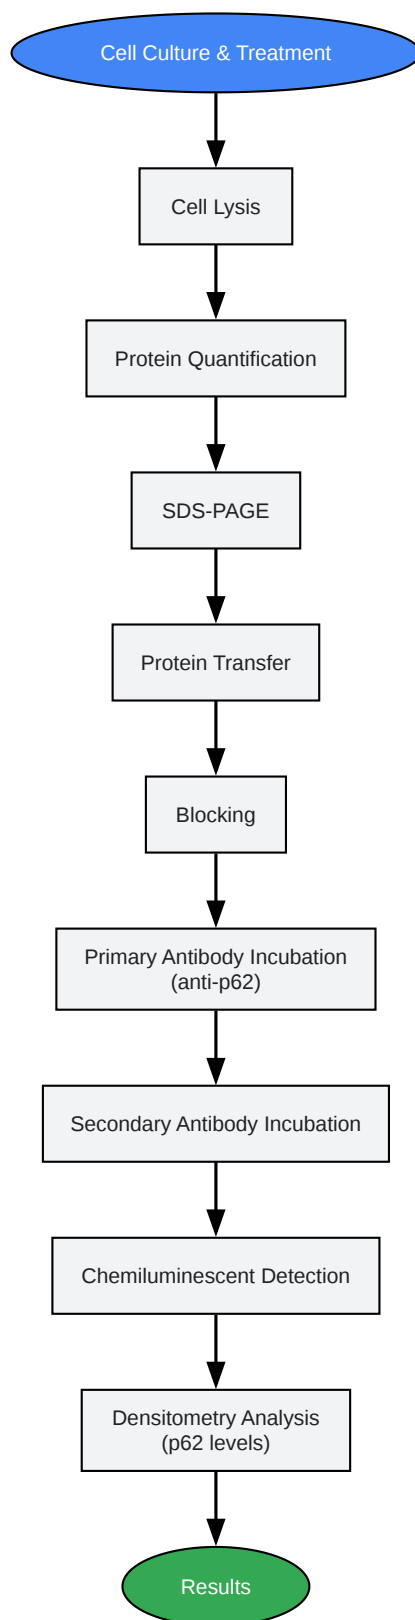 Cell Culture & Treatment
Cell Lysis
Protein Quantification
SDS-PAGE
Protein Transfer
Blocking
Primary Antibody Incubation
(anti-p62)
Secondary Antibody Incubation
Chemiluminescent Detection
Densitometry Analysis
(p62 levels)
Results